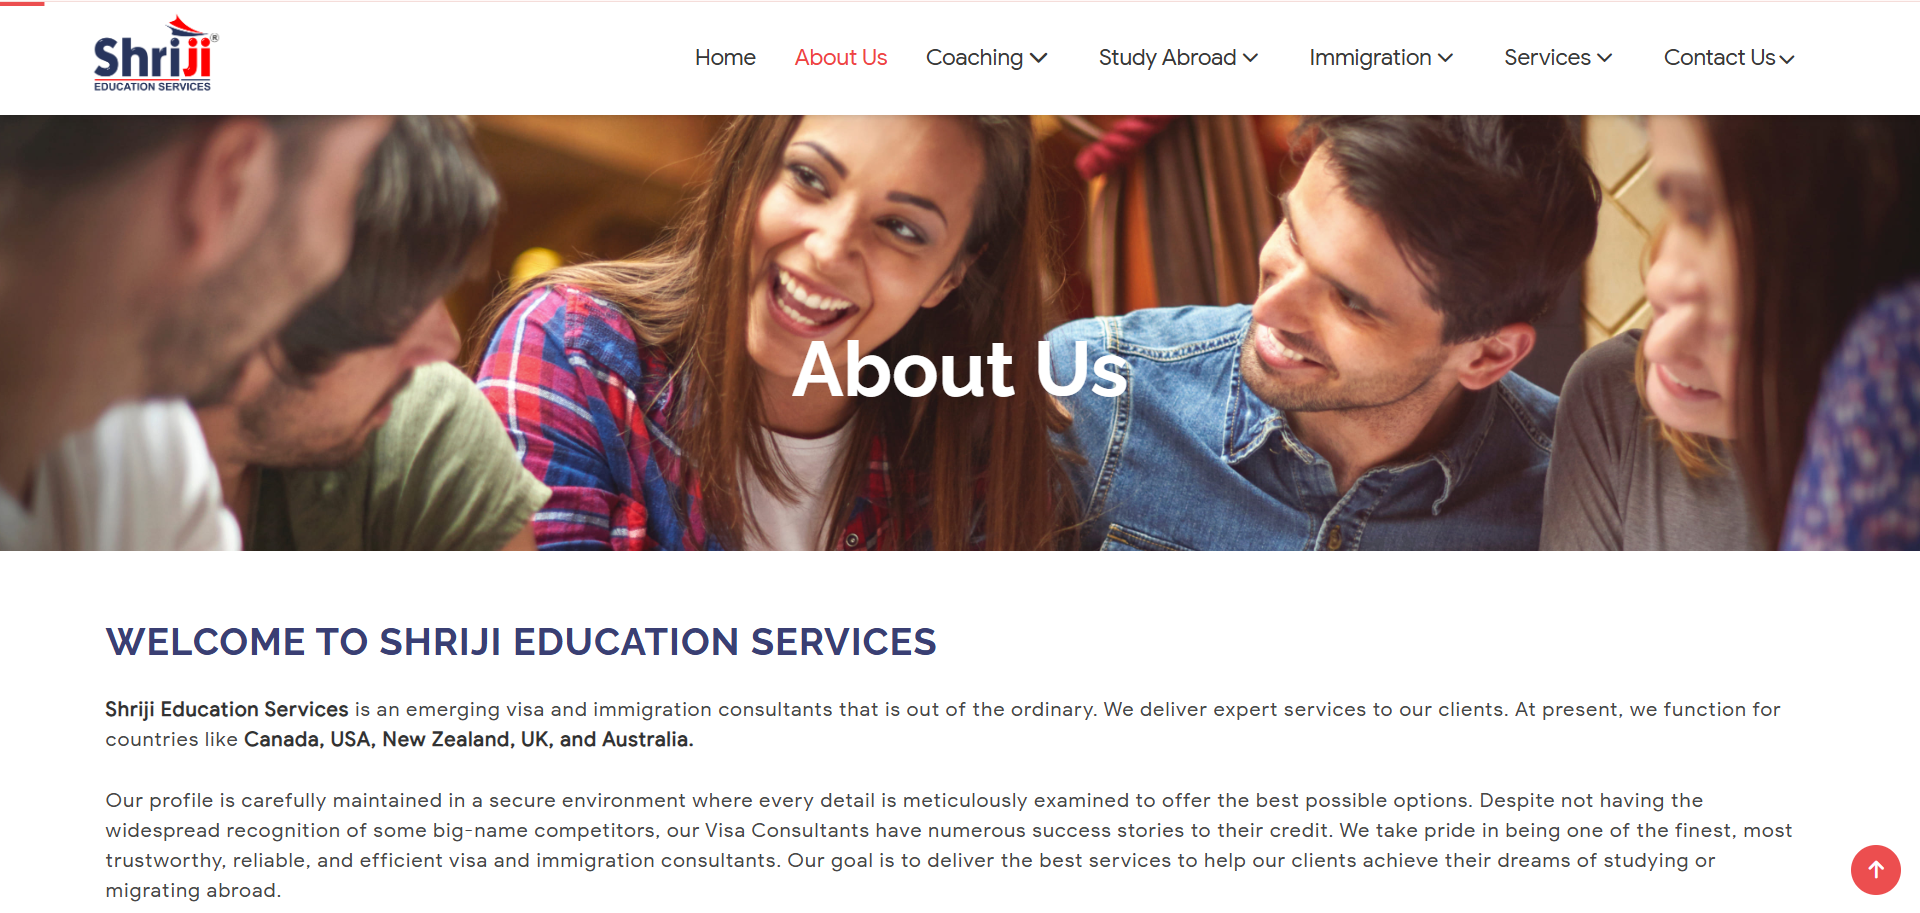 Shriji®
EDUCATION SERVICES
Home About Us Coaching Study Abroad Immigration Services Contact Us
About Us
WELCOME TO SHRIJI EDUCATION SERVICES
Shriji Education Services is an emerging visa and immigration consultants that is out of the ordinary. We deliver expert services to our clients. At present, we function for
countries like Canada, USA, New Zealand, UK, and Australia.
Our profile is carefully maintained in a secure environment where every detail is meticulously examined to offer the best possible options. Despite not having the
widespread recognition of some big-name competitors, our Visa Consultants have numerous success stories to their credit. We take pride in being one of the finest, most
trustworthy, reliable, and efficient visa and immigration consultants. Our goal is to deliver the best services to help our clients achieve their dreams of studying or
migrating abroad.